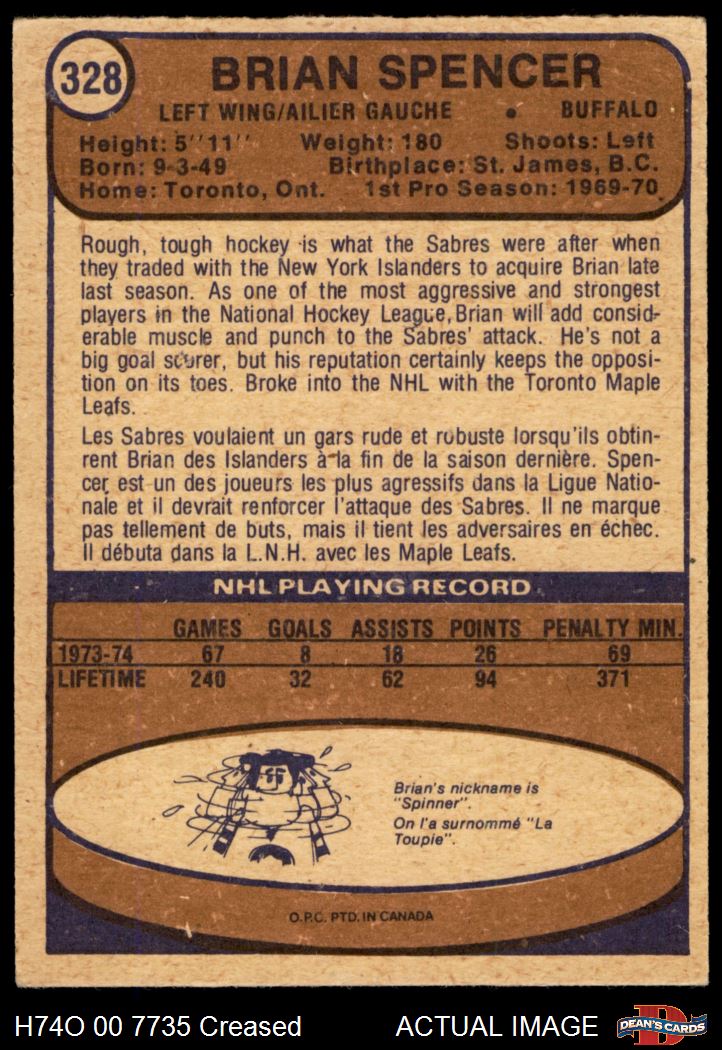 328
BRIAN SPENCER
LEFT WING/AILIER GAUCHE • BUFFALO
Height: 5''11'' Weight: 180 Shoots: Left
Born: 9-3-49 Birthplace: St. James, B.C.
Home: Toronto, Ont. 1st Pro Season: 1969-70
Rough, tough hockey is what the Sabres were after when
they traded with the New York Islanders to acquire Brian late
last season. As one of the most aggressive and strongest
players in the National Hockey League, Brian will add consid-
erable muscle and punch to the Sabres' attack. He's not a
big goal scorer, but his reputation certainly keeps the opposi-
tion on its toes. Broke into the NHL with the Toronto Maple
Leafs.
Les Sabres voulaient un gars rude et robuste lorsqu'ils obtin-
rent Brian des Islanders à la fin de la saison dernière. Spen-
cer est un des joueurs les plus agressifs dans la Ligue Natio-
nale et il devrait renforcer l'attaque des Sabres. Il ne marque
pas tellement de buts, mais il tient les adversaires en échec.
Il débuta dans la L.N.H. avec les Maple Leafs.
NHL PLAYING RECORD
GAMES GOALS ASSISTS POINTS PENALTY MIN.
1973-74 67 8 18 26 69
LIFETIME 240 32 62 94 371
Brian's nickname is
"Spinner".
On l'a surnommé "La
Toupie".
O.P.C. PTD. IN CANADA
H74O 00 7735 Creased ACTUAL IMAGE DEAN'S CARDS